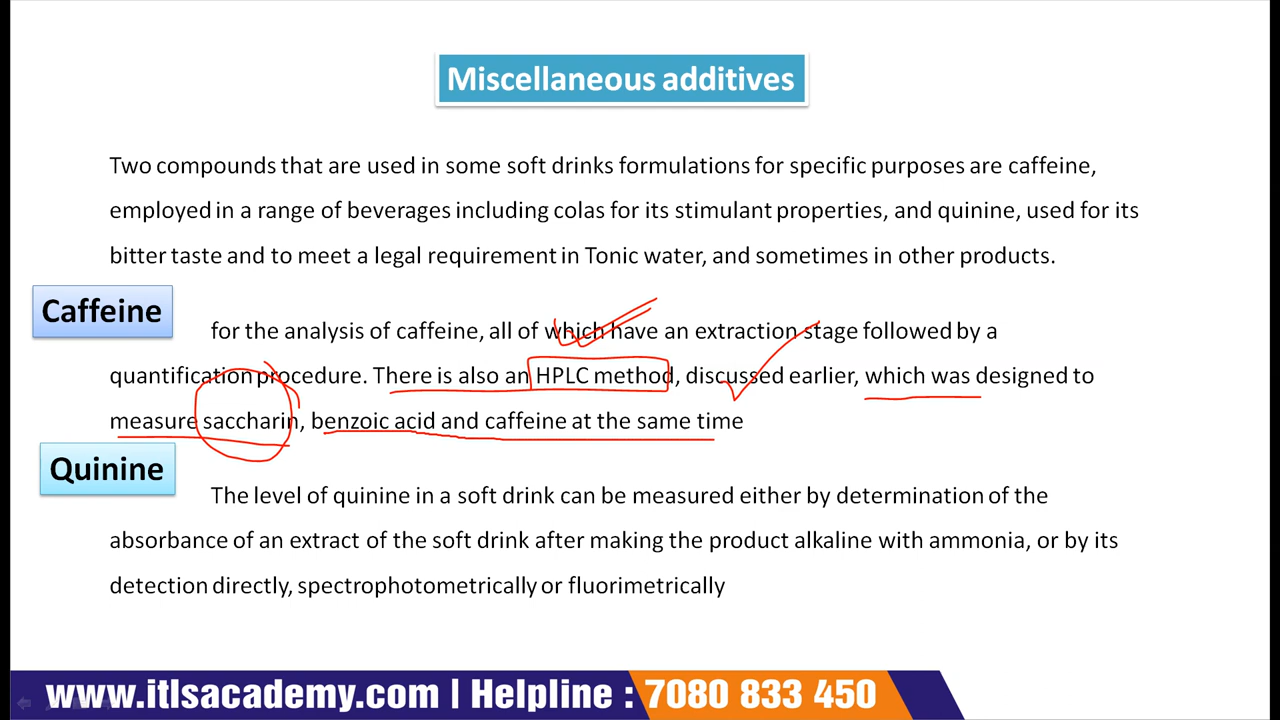 Miscellaneous additives
Two compounds that are used in some soft drinks formulations for specific purposes are caffeine,
employed in a range of beverages including colas for its stimulant properties, and quinine, used for its
bitter taste and to meet a legal requirement in Tonic water, and sometimes in other products.
Caffeine
for the analysis of caffeine, all of which have an extraction stage followed by a
quantification procedure. There is also an HPLC method, discussed earlier, which was designed to
measure saccharin, benzoic acid and caffeine at the same time
Quinine
The level of quinine in a soft drink can be measured either by determination of the
absorbance of an extract of the soft drink after making the product alkaline with ammonia, or by its
detection directly, spectrophotometrically or fluorimetrically
www.itlsacademy.com | Helpline : 7080 833 450